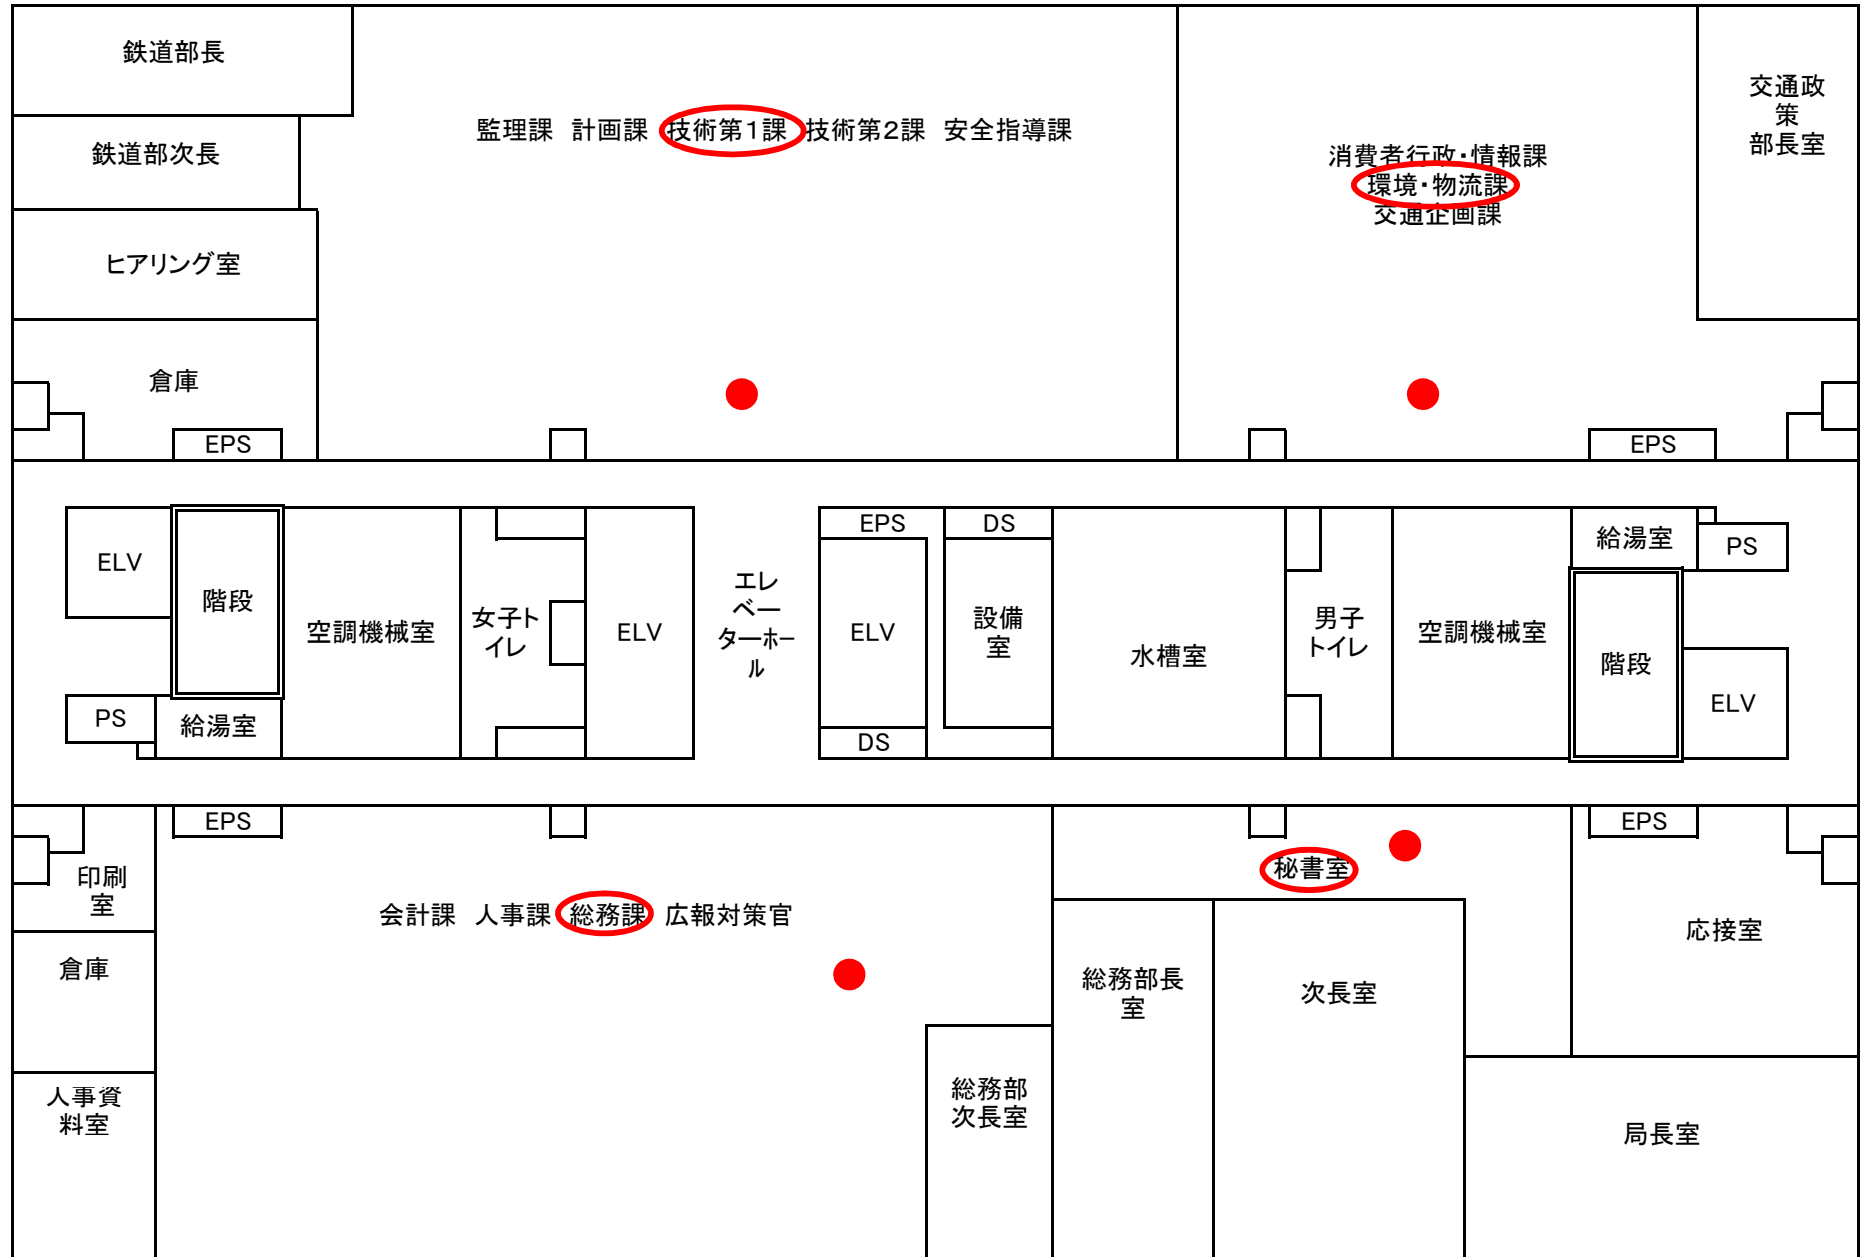 鉄道部長
鉄道部次長
ヒアリング室
倉庫
EPS
監理課 計画課 技術第1課 技術第2課 安全指導課
消費者行政・情報課
環境・物流課
交通企画課
交通政
策
部長室
EPS
ELV
階段
PS
給湯室
空調機械室
女子ト
イレ
ELV
エレ
ベー
ターホー
ル
EPS
ELV
DS
DS
設備
室
水槽室
男子
トイレ
空調機械室
給湯室
PS
階段
ELV
印刷
室
倉庫
人事資
料室
EPS
会計課 人事課 総務課 広報対策官
総務部
次長室
秘書室
総務部長
室
次長室
EPS
応接室
局長室